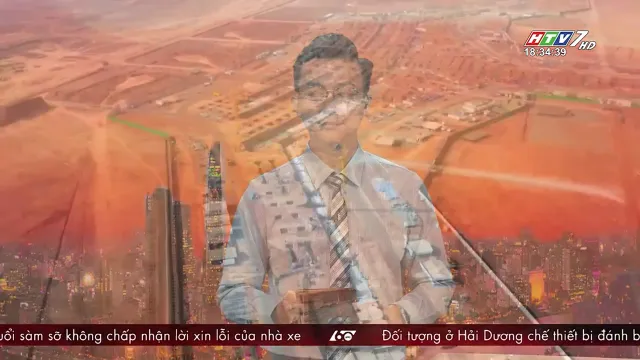 HTV7 HD
18:34:39
uổi sàm sỡ không chấp nhận lời xin lỗi của nhà xe 60 Đối tượng ở Hải Dương chế thiết bị đánh b